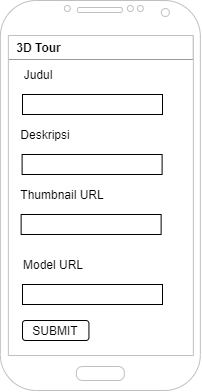 3D Tour
Judul
Deskripsi
Thumbnail URL
Model URL
SUBMIT